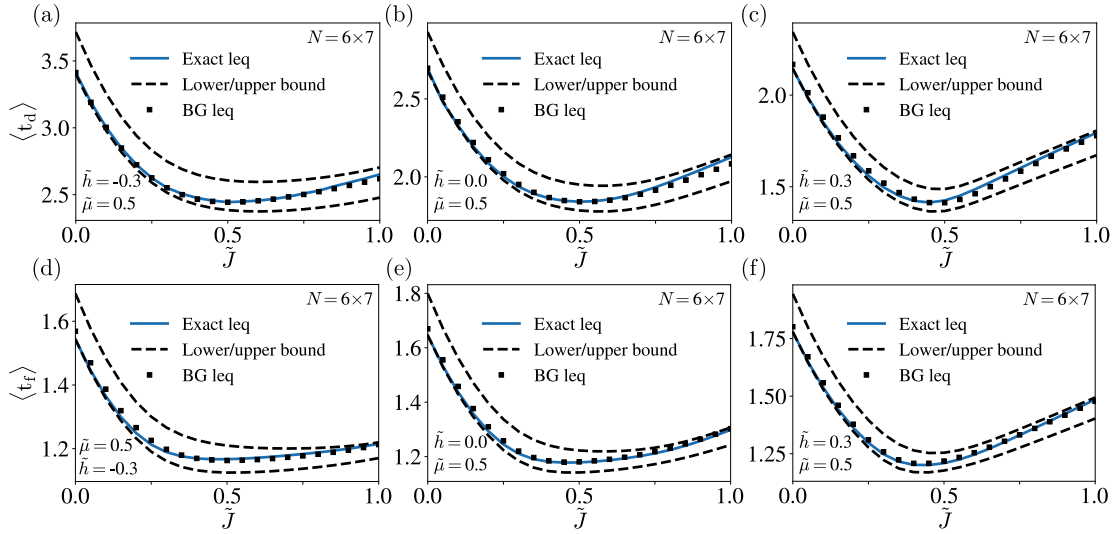 (a)
N = 6×7
Exact leq
Lower/upper bound
BG leq
h̃ = -0.3
μ̃ = 0.5
⟨t_d⟩
3.5
3.0
2.5
0.0
0.5
1.0
J̃
(b)
N = 6×7
Exact leq
Lower/upper bound
BG leq
h̃ = 0.0
μ̃ = 0.5
2.5
2.0
0.0
0.5
1.0
J̃
(c)
N = 6×7
Exact leq
Lower/upper bound
BG leq
h̃ = 0.3
μ̃ = 0.5
2.0
1.5
0.0
0.5
1.0
J̃
(d)
N = 6×7
Exact leq
Lower/upper bound
BG leq
μ̃ = 0.5
h̃ = -0.3
⟨t_f⟩
1.6
1.4
1.2
0.0
0.5
1.0
J̃
(e)
N = 6×7
Exact leq
Lower/upper bound
BG leq
h̃ = 0.0
μ̃ = 0.5
1.8
1.6
1.4
1.2
0.0
0.5
1.0
J̃
(f)
N = 6×7
Exact leq
Lower/upper bound
BG leq
h̃ = 0.3
μ̃ = 0.5
1.75
1.50
1.25
0.0
0.5
1.0
J̃